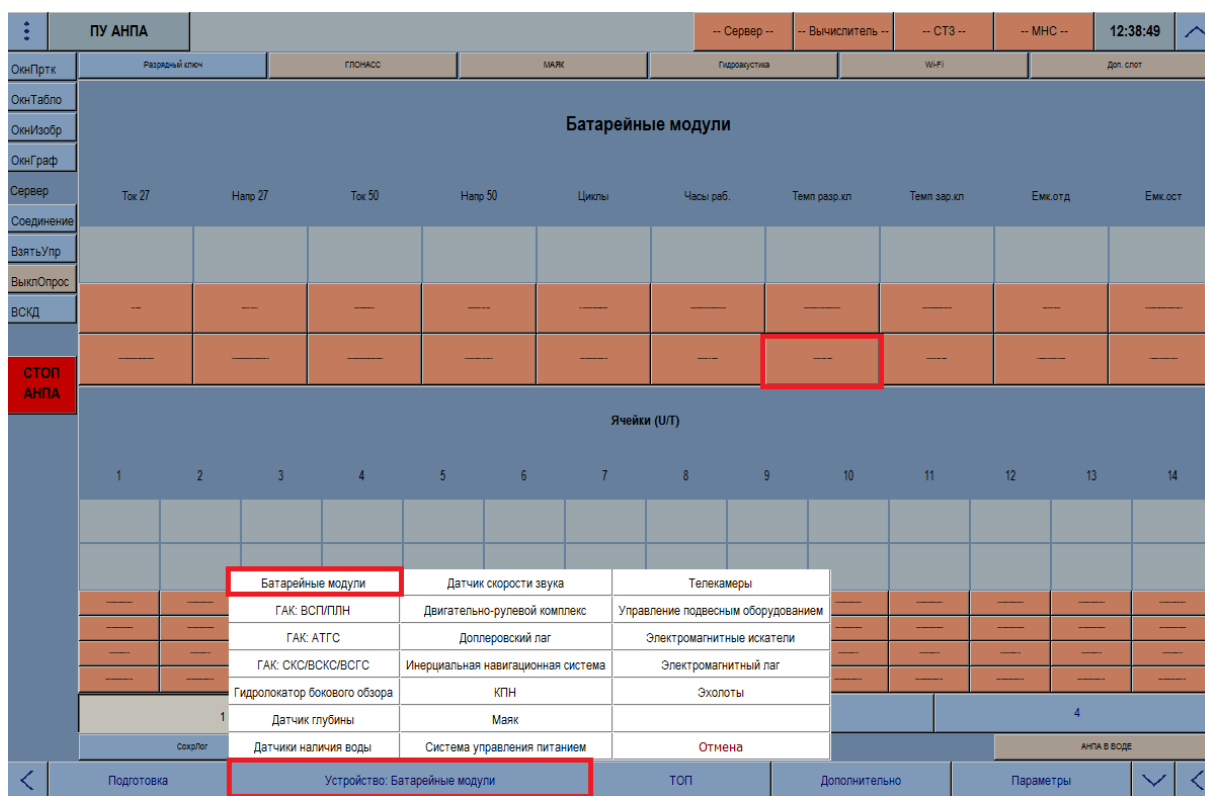 ПУ АНПА
-- Сервер --
-- Вычислитель --
-- СТЗ --
-- МНС --
12:38:49
Разрядный ключ
ГЛОНАСС
МАЯК
Гидроакустика
Wi-Fi
Доп. слот
ОкнПртк
ОкнТабло
ОкнИзобр
ОкнГраф
Сервер
Соединение
ВзятьУпр
ВыклОпрос
ВСКД
СТОП
АНПА
Батарейные модули
Ток 27
Напр 27
Ток 50
Напр 50
Циклы
Часы раб.
Темп разр.кл
Темп зар.кл
Емк.отд
Емк.ост
Ячейки (U/T)
1 2 3 4 5 6 7 8 9 10 11 12 13 14
Батарейные модули
Датчик скорости звука
Телекамеры
ГАК: ВСП/ПЛН
Двигательно-рулевой комплекс
Управление подвесным оборудованием
ГАК: АТГС
Доплеровский лаг
Электромагнитные искатели
ГАК: СКС/ВСКС/ВСГС
Инерциальная навигационная система
Электромагнитный лаг
Гидролокатор бокового обзора
КПН
Эхолоты
Датчик глубины
Маяк
Датчики наличия воды
Система управления питанием
Отмена
1
4
СохрЛог
АНПА В ВОДЕ
Подготовка
Устройство: Батарейные модули
ТОП
Дополнительно
Параметры